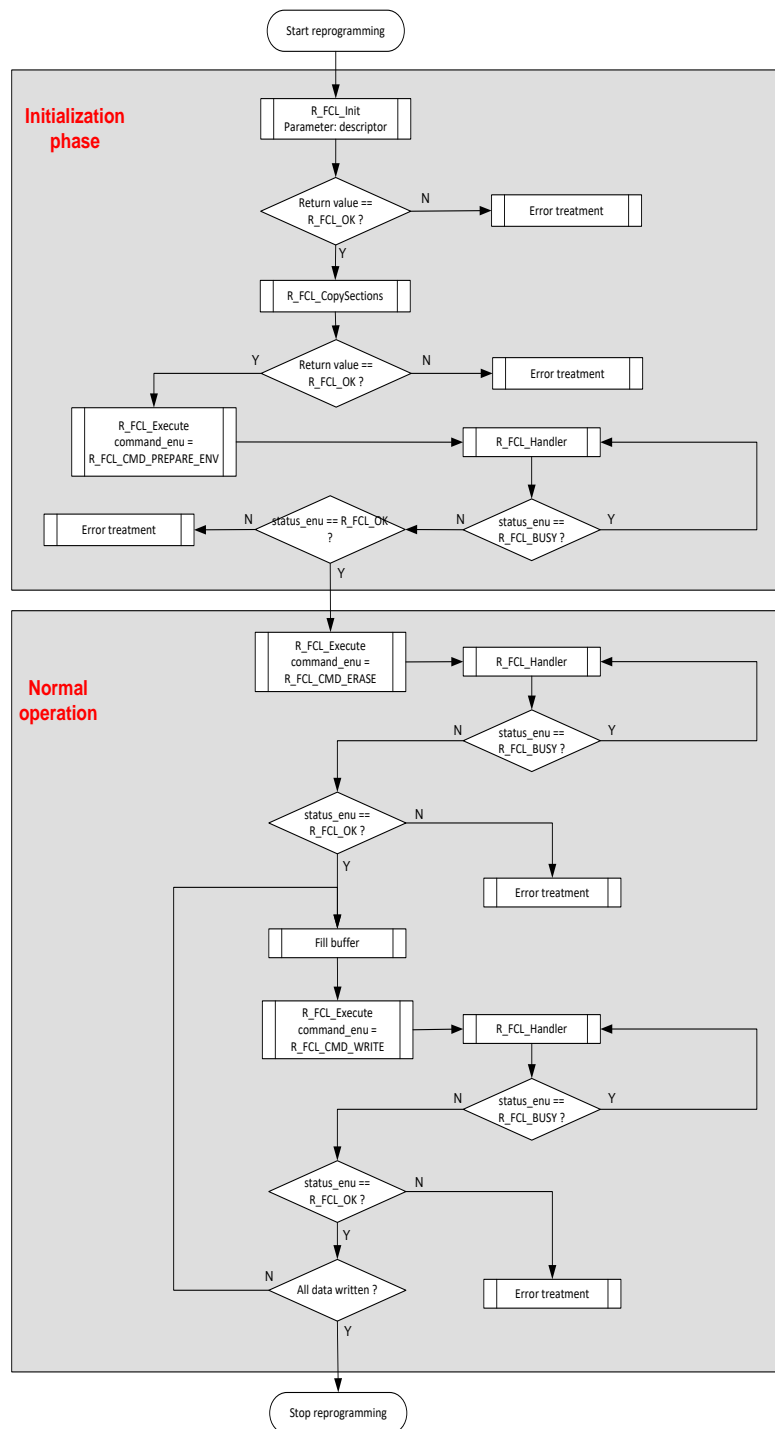 Start reprogramming
Initialization
phase
R_FCL_Init
Parameter: descriptor
Return value ==
R_FCL_OK ?
N
Error treatment
Y
R_FCL_CopySections
Return value ==
R_FCL_OK ?
Y
N
Error treatment
R_FCL_Execute
command_enu =
R_FCL_CMD_PREPARE_ENV
R_FCL_Handler
status_enu ==
R_FCL_BUSY ?
Y
N
status_enu == R_FCL_OK
?
N
Error treatment
Y
Normal
operation
R_FCL_Execute
command_enu =
R_FCL_CMD_ERASE
R_FCL_Handler
status_enu ==
R_FCL_BUSY ?
Y
N
status_enu ==
R_FCL_OK ?
N
Error treatment
Y
Fill buffer
R_FCL_Execute
command_enu =
R_FCL_CMD_WRITE
R_FCL_Handler
status_enu ==
R_FCL_BUSY ?
Y
N
status_enu ==
R_FCL_OK ?
N
Error treatment
Y
All data written ?
N
Y
Stop reprogramming